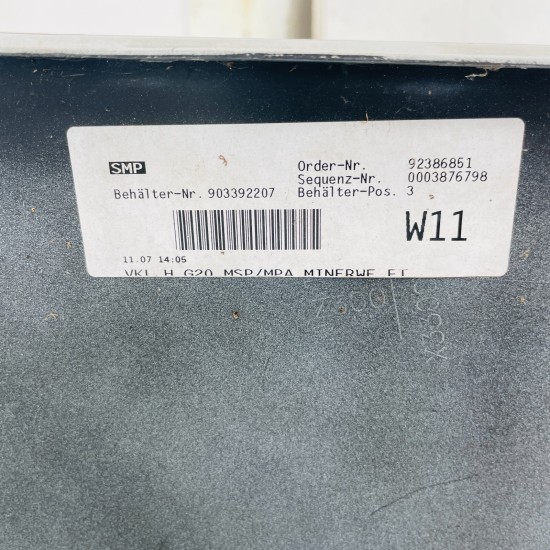 SMP Order-Nr. 92386851
Sequenz-Nr. 0003876798
Behälter-Nr. 903392207 Behälter-Pos. 3
W11
11.07 14:05
VKL H G20 MSP/MPA MINERWE